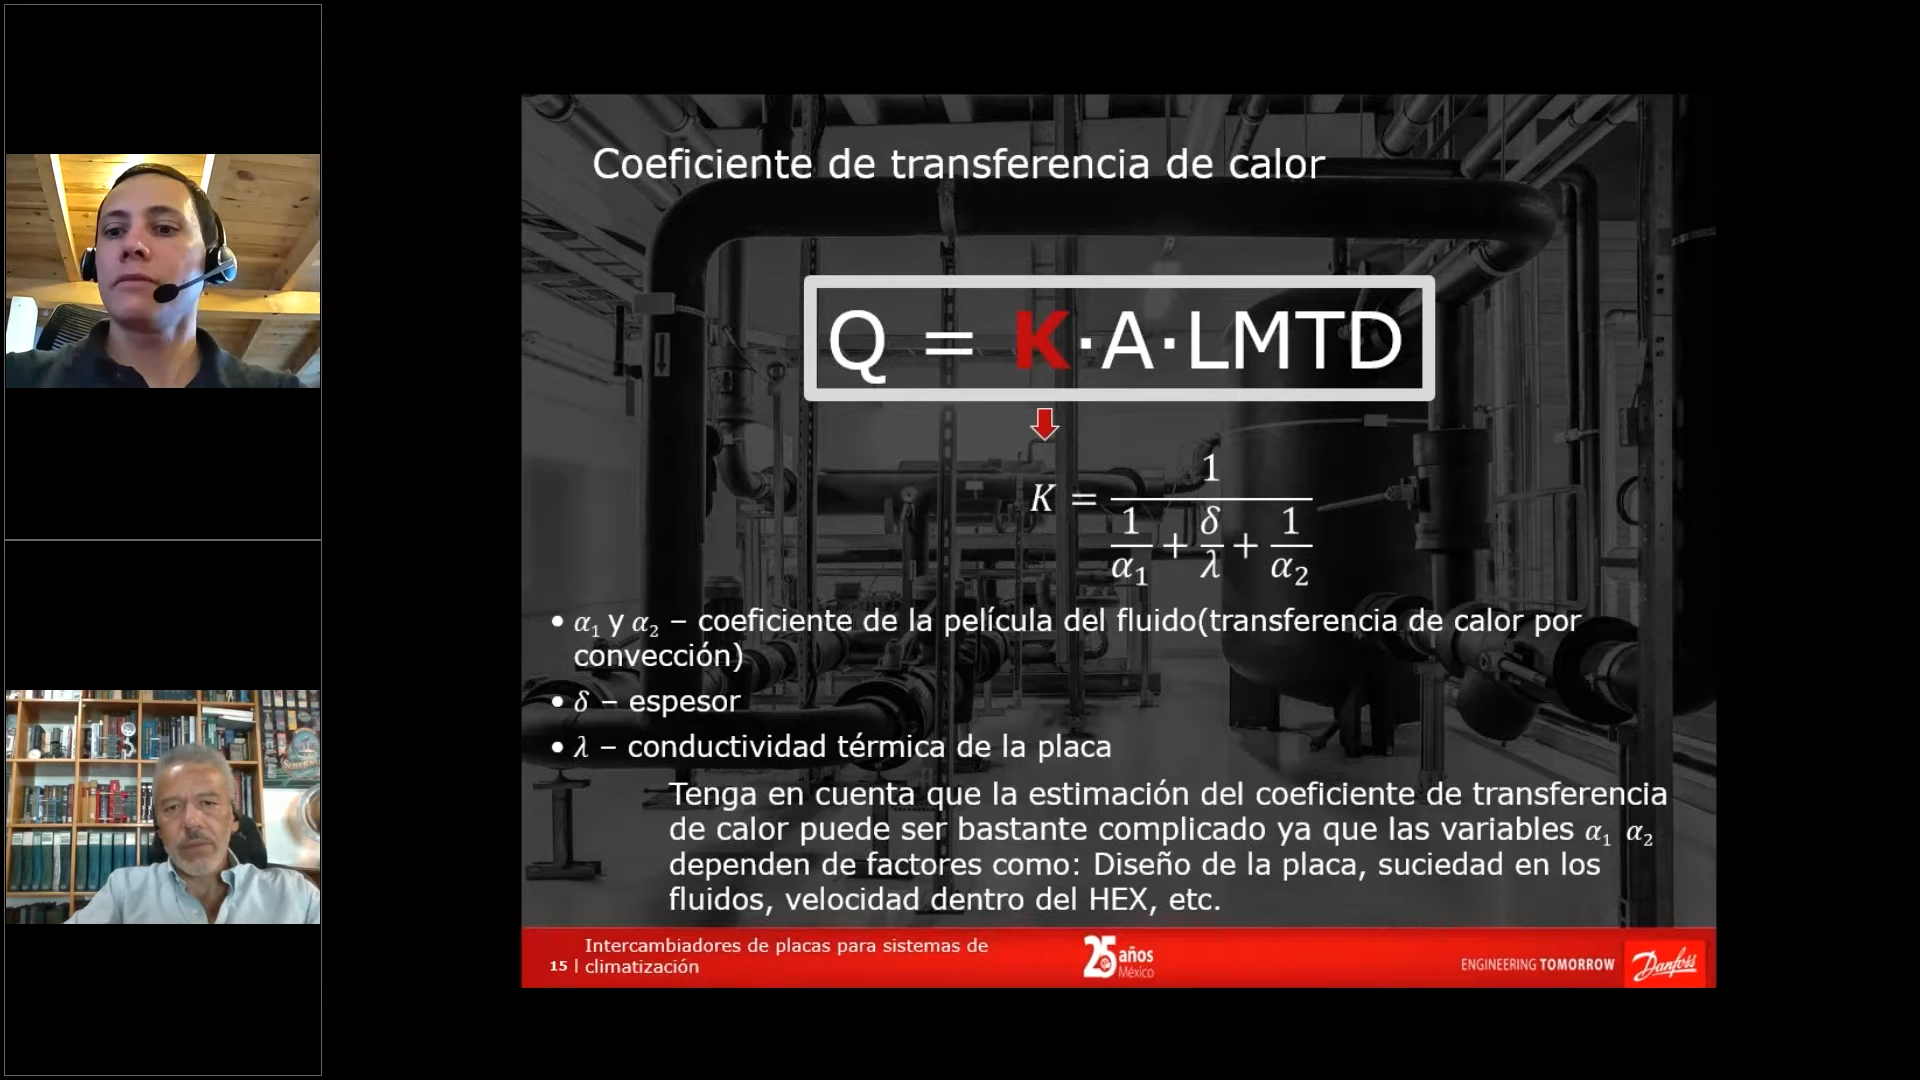 Coeficiente de transferencia de calor
Q = K·A·LMTD
K = 1 / (1/α₁ + δ/λ + 1/α₂)
• α₁ y α₂ – coeficiente de la película del fluido(transferencia de calor por
convección)
• δ – espesor
• λ – conductividad térmica de la placa
Tenga en cuenta que la estimación del coeficiente de transferencia
de calor puede ser bastante complicado ya que las variables α₁ α₂
dependen de factores como: Diseño de la placa, suciedad en los
fluidos, velocidad dentro del HEX, etc.
Intercambiadores de placas para sistemas de
15 | climatización
25 años
México
ENGINEERING TOMORROW
Danfoss